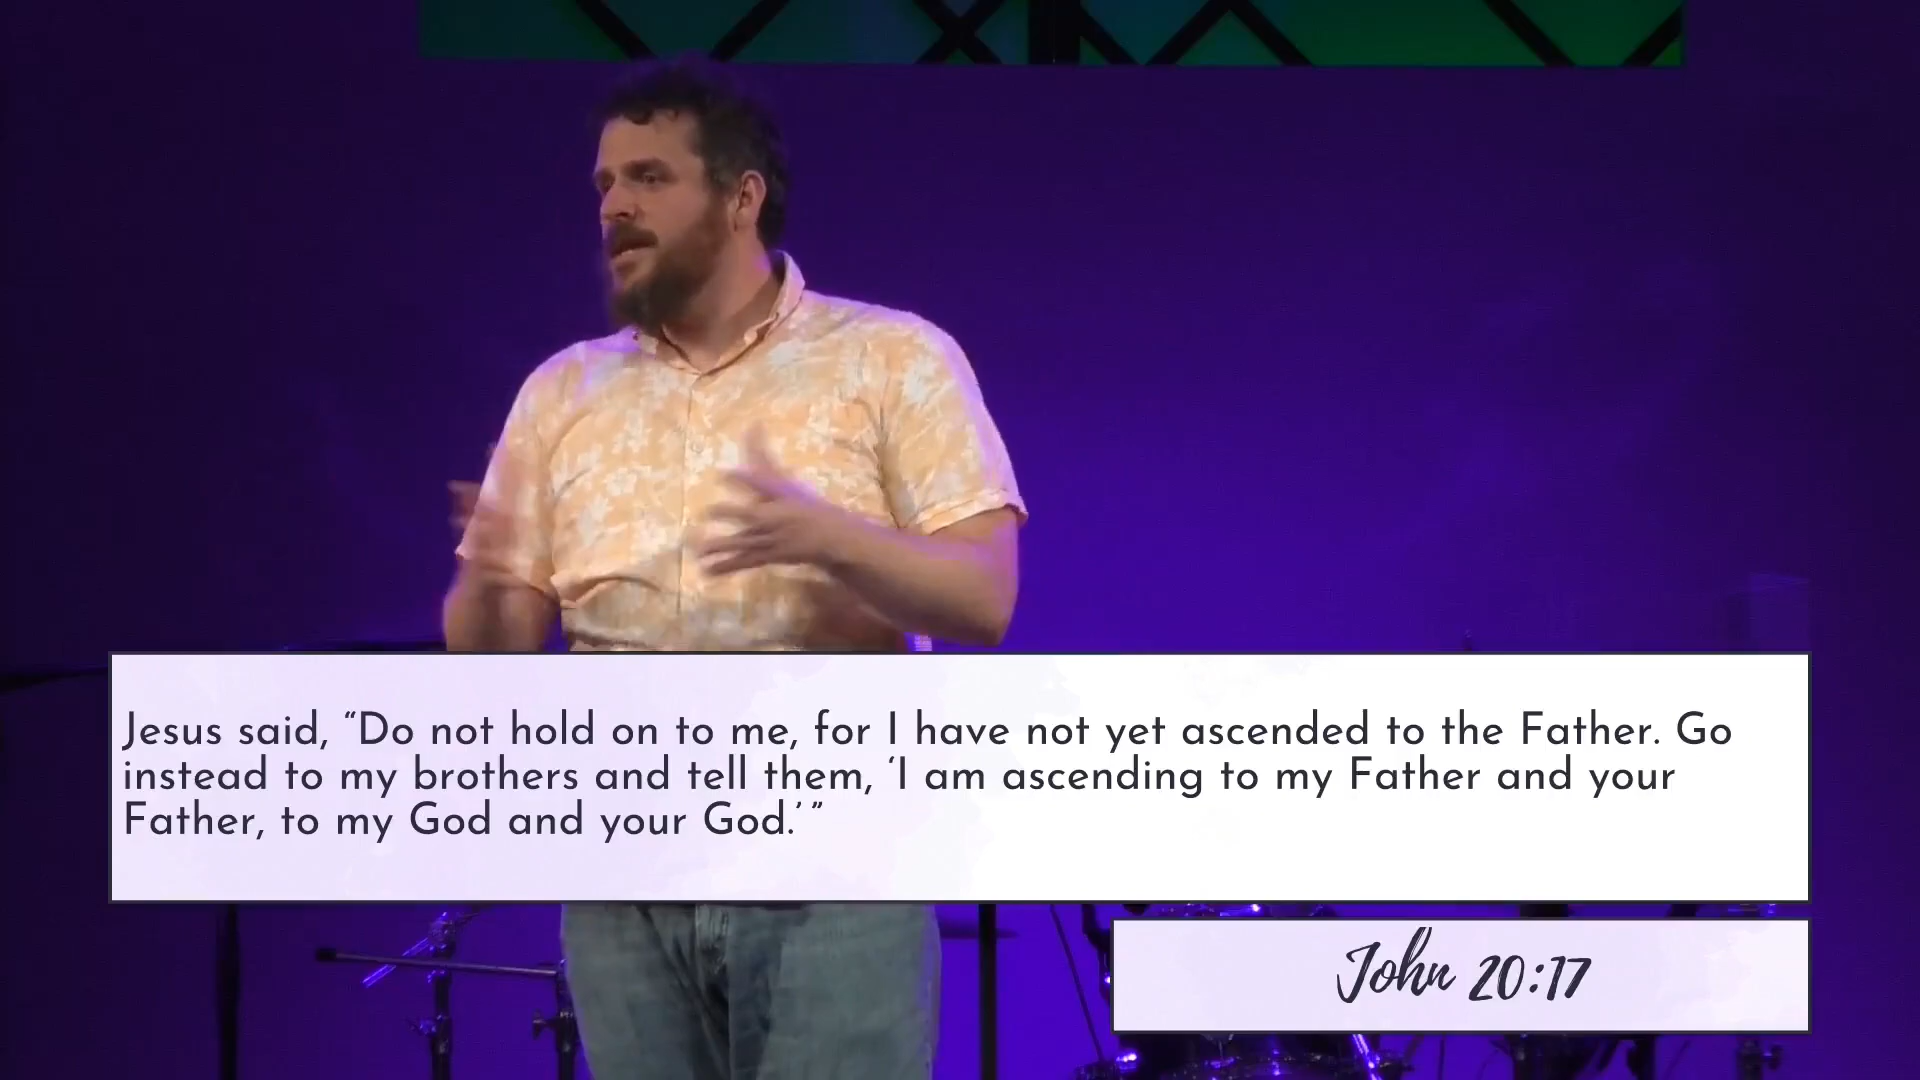 Jesus said, “Do not hold on to me, for I have not yet ascended to the Father. Go
instead to my brothers and tell them, ‘I am ascending to my Father and your
Father, to my God and your God.’ ”
John 20:17